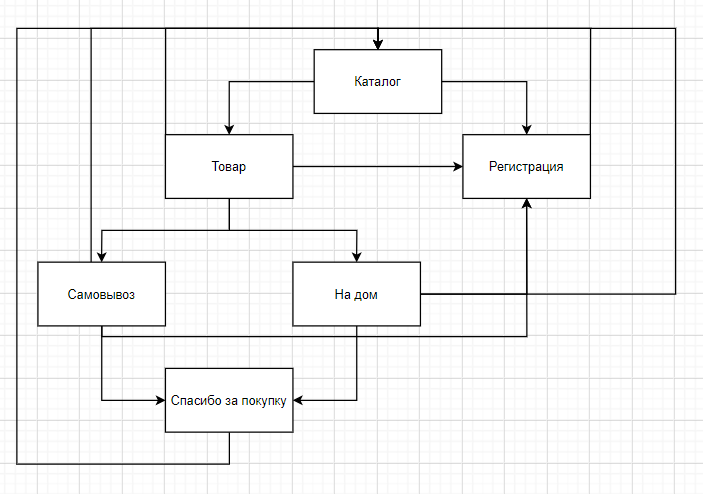 Каталог
Товар
Регистрация
Самовывоз
На дом
Спасибо за покупку